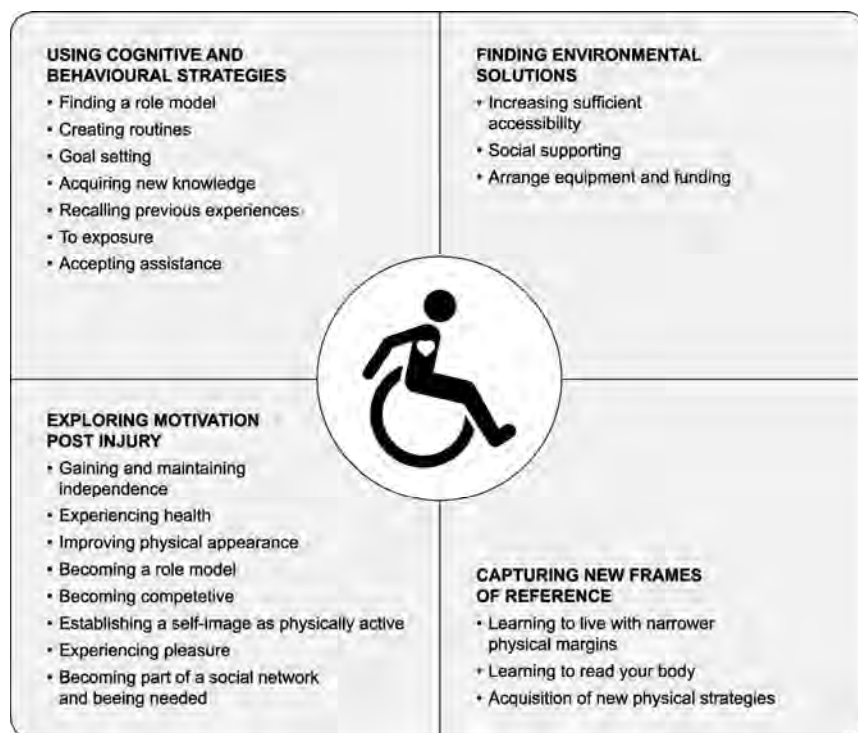 USING COGNITIVE AND
BEHAVIOURAL STRATEGIES
• Finding a role model
• Creating routines
• Goal setting
• Acquiring new knowledge
• Recalling previous experiences
• To exposure
• Accepting assistance
FINDING ENVIRONMENTAL
SOLUTIONS
• Increasing sufficient
accessibility
• Social supporting
• Arrange equipment and funding
EXPLORING MOTIVATION
POST INJURY
• Gaining and maintaining
independence
• Experiencing health
• Improving physical appearance
• Becoming a role model
• Becoming competetive
• Establishing a self-image as physically active
• Experiencing pleasure
• Becoming part of a social network
and beeing needed
CAPTURING NEW FRAMES
OF REFERENCE
• Learning to live with narrower
physical margins
• Learning to read your body
• Acquisition of new physical strategies